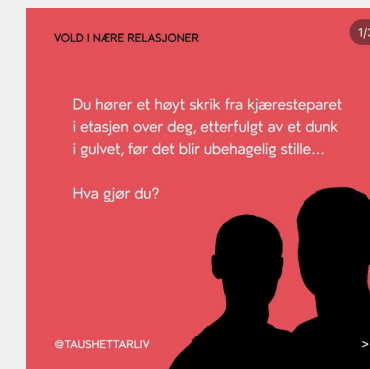 VOLD I NÆRE RELASJONER
Du hører et høyt skrik fra kjæresteparet
i etasjen over deg, etterfulgt av et dunk
i gulvet, før det blir ubehagelig stille...
Hva gjør du?
@TAUSHETTARLIV
>